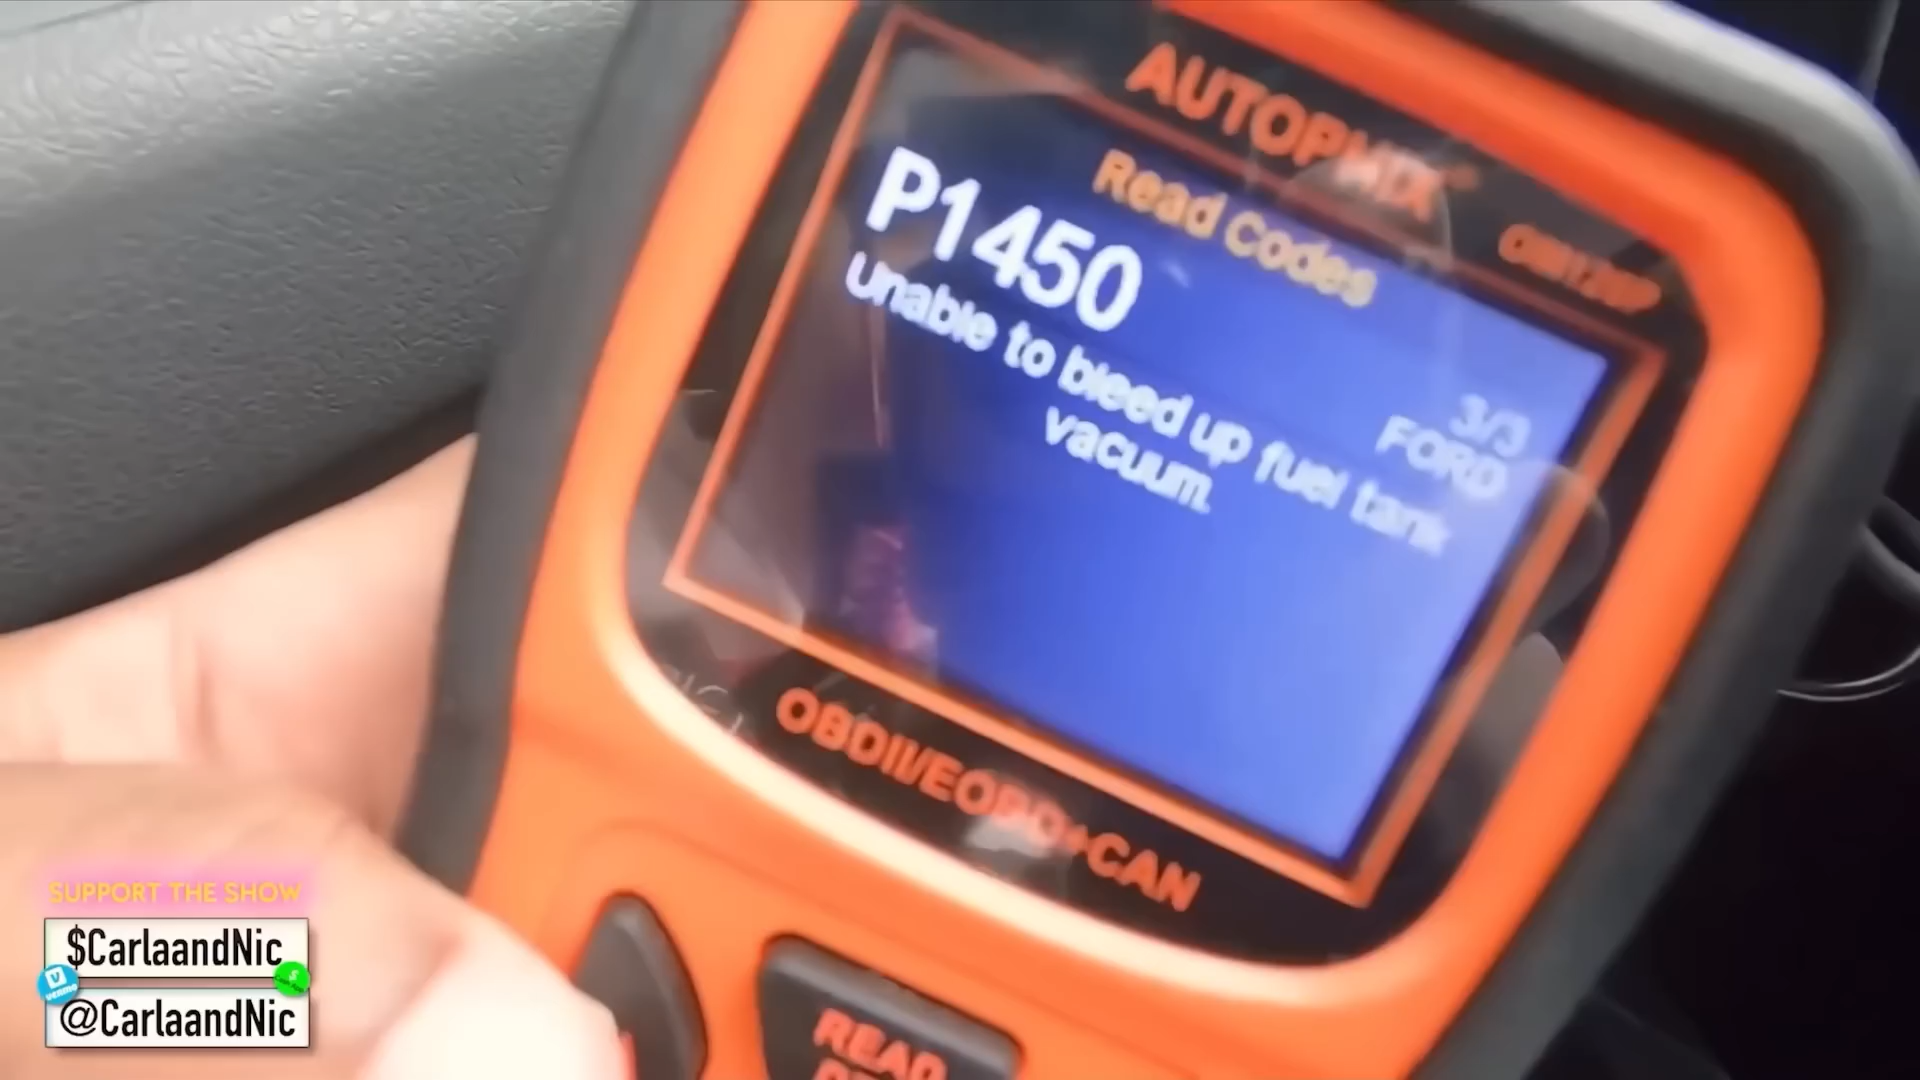 AUTOPHIX
Read Codes
P1450
3/3
FORD
Unable to bleed up fuel tank
vacuum.
OBDII/EOBD+CAN
READ
SUPPORT THE SHOW
$CarlaandNic
venmo
@CarlaandNic